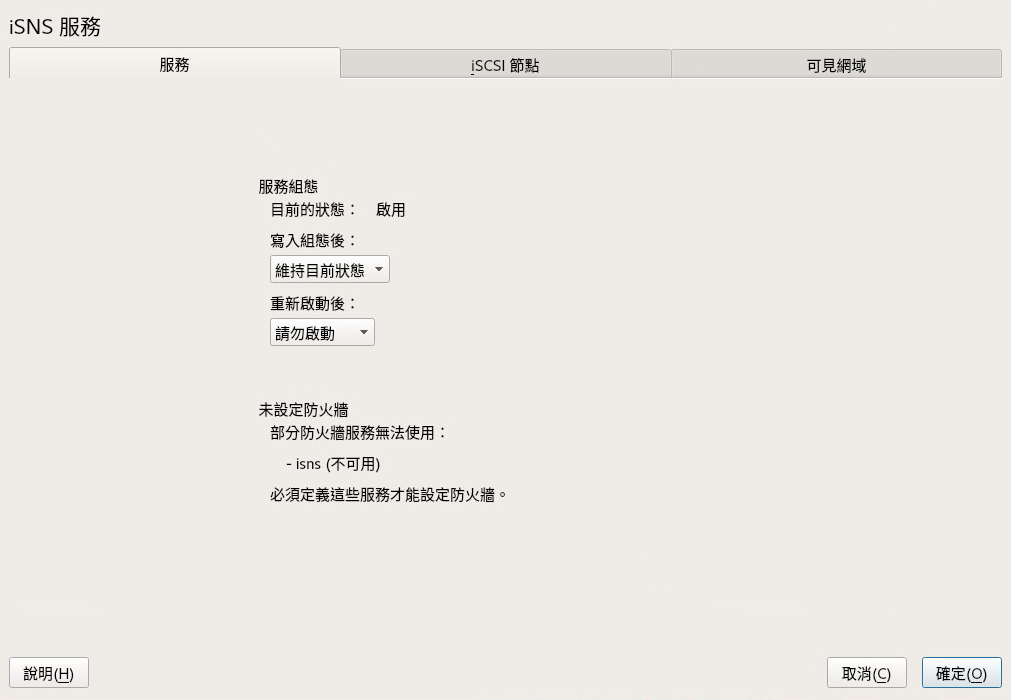 iSNS 服務
服務
iSCSI 節點
可見網域
服務組態
目前的狀態： 啟用
寫入組態後：
維持目前狀態
重新啟動後：
請勿啟動
未設定防火牆
部分防火牆服務無法使用：
- isns (不可用)
必須定義這些服務才能設定防火牆。
說明(H)
取消(C)
確定(O)